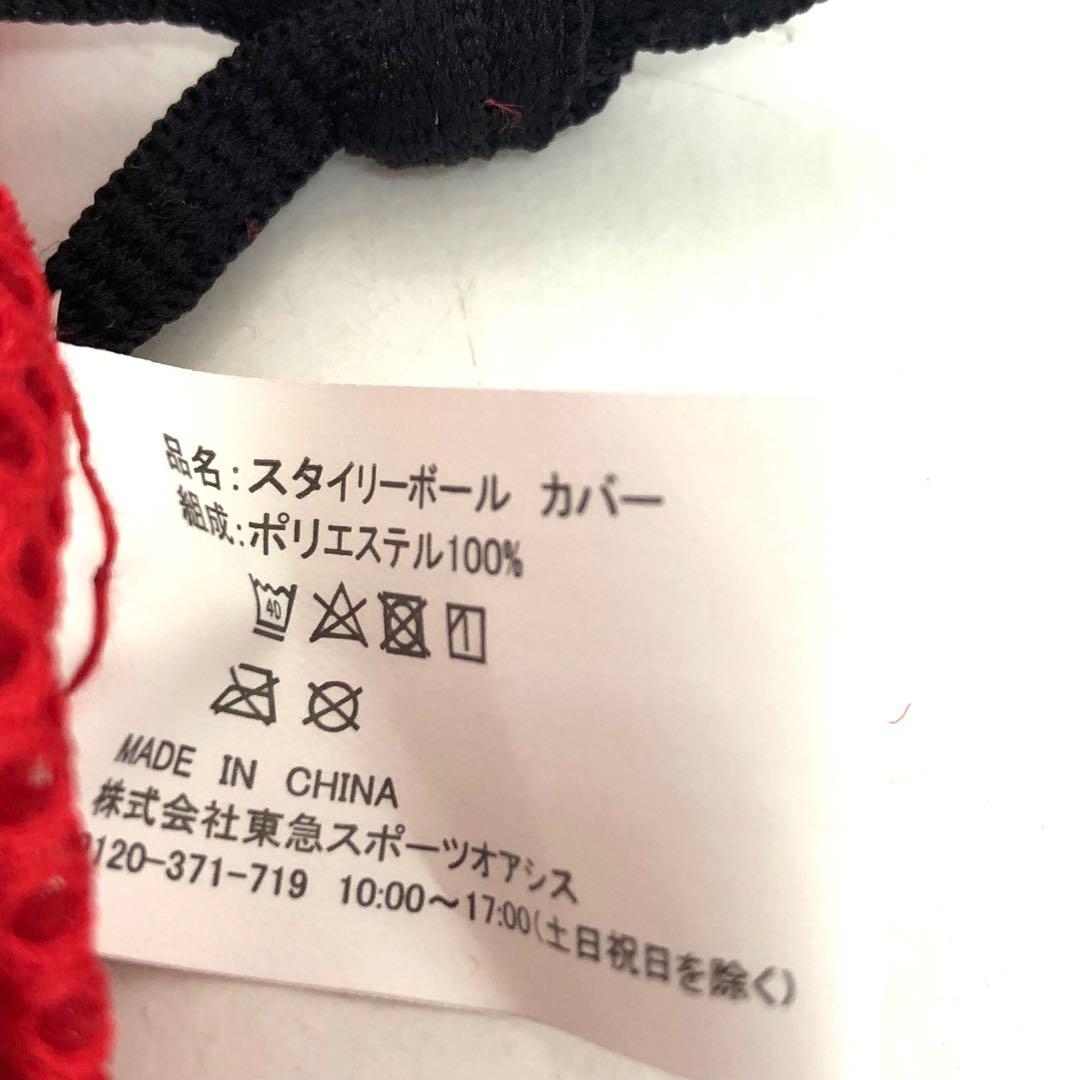 品名:スタイリーボール カバー
組成:ポリエステル100%
40
MADE IN CHINA
株式会社東急スポーツオアシス
0120-371-719 10:00～17:00(土日祝日を除く)